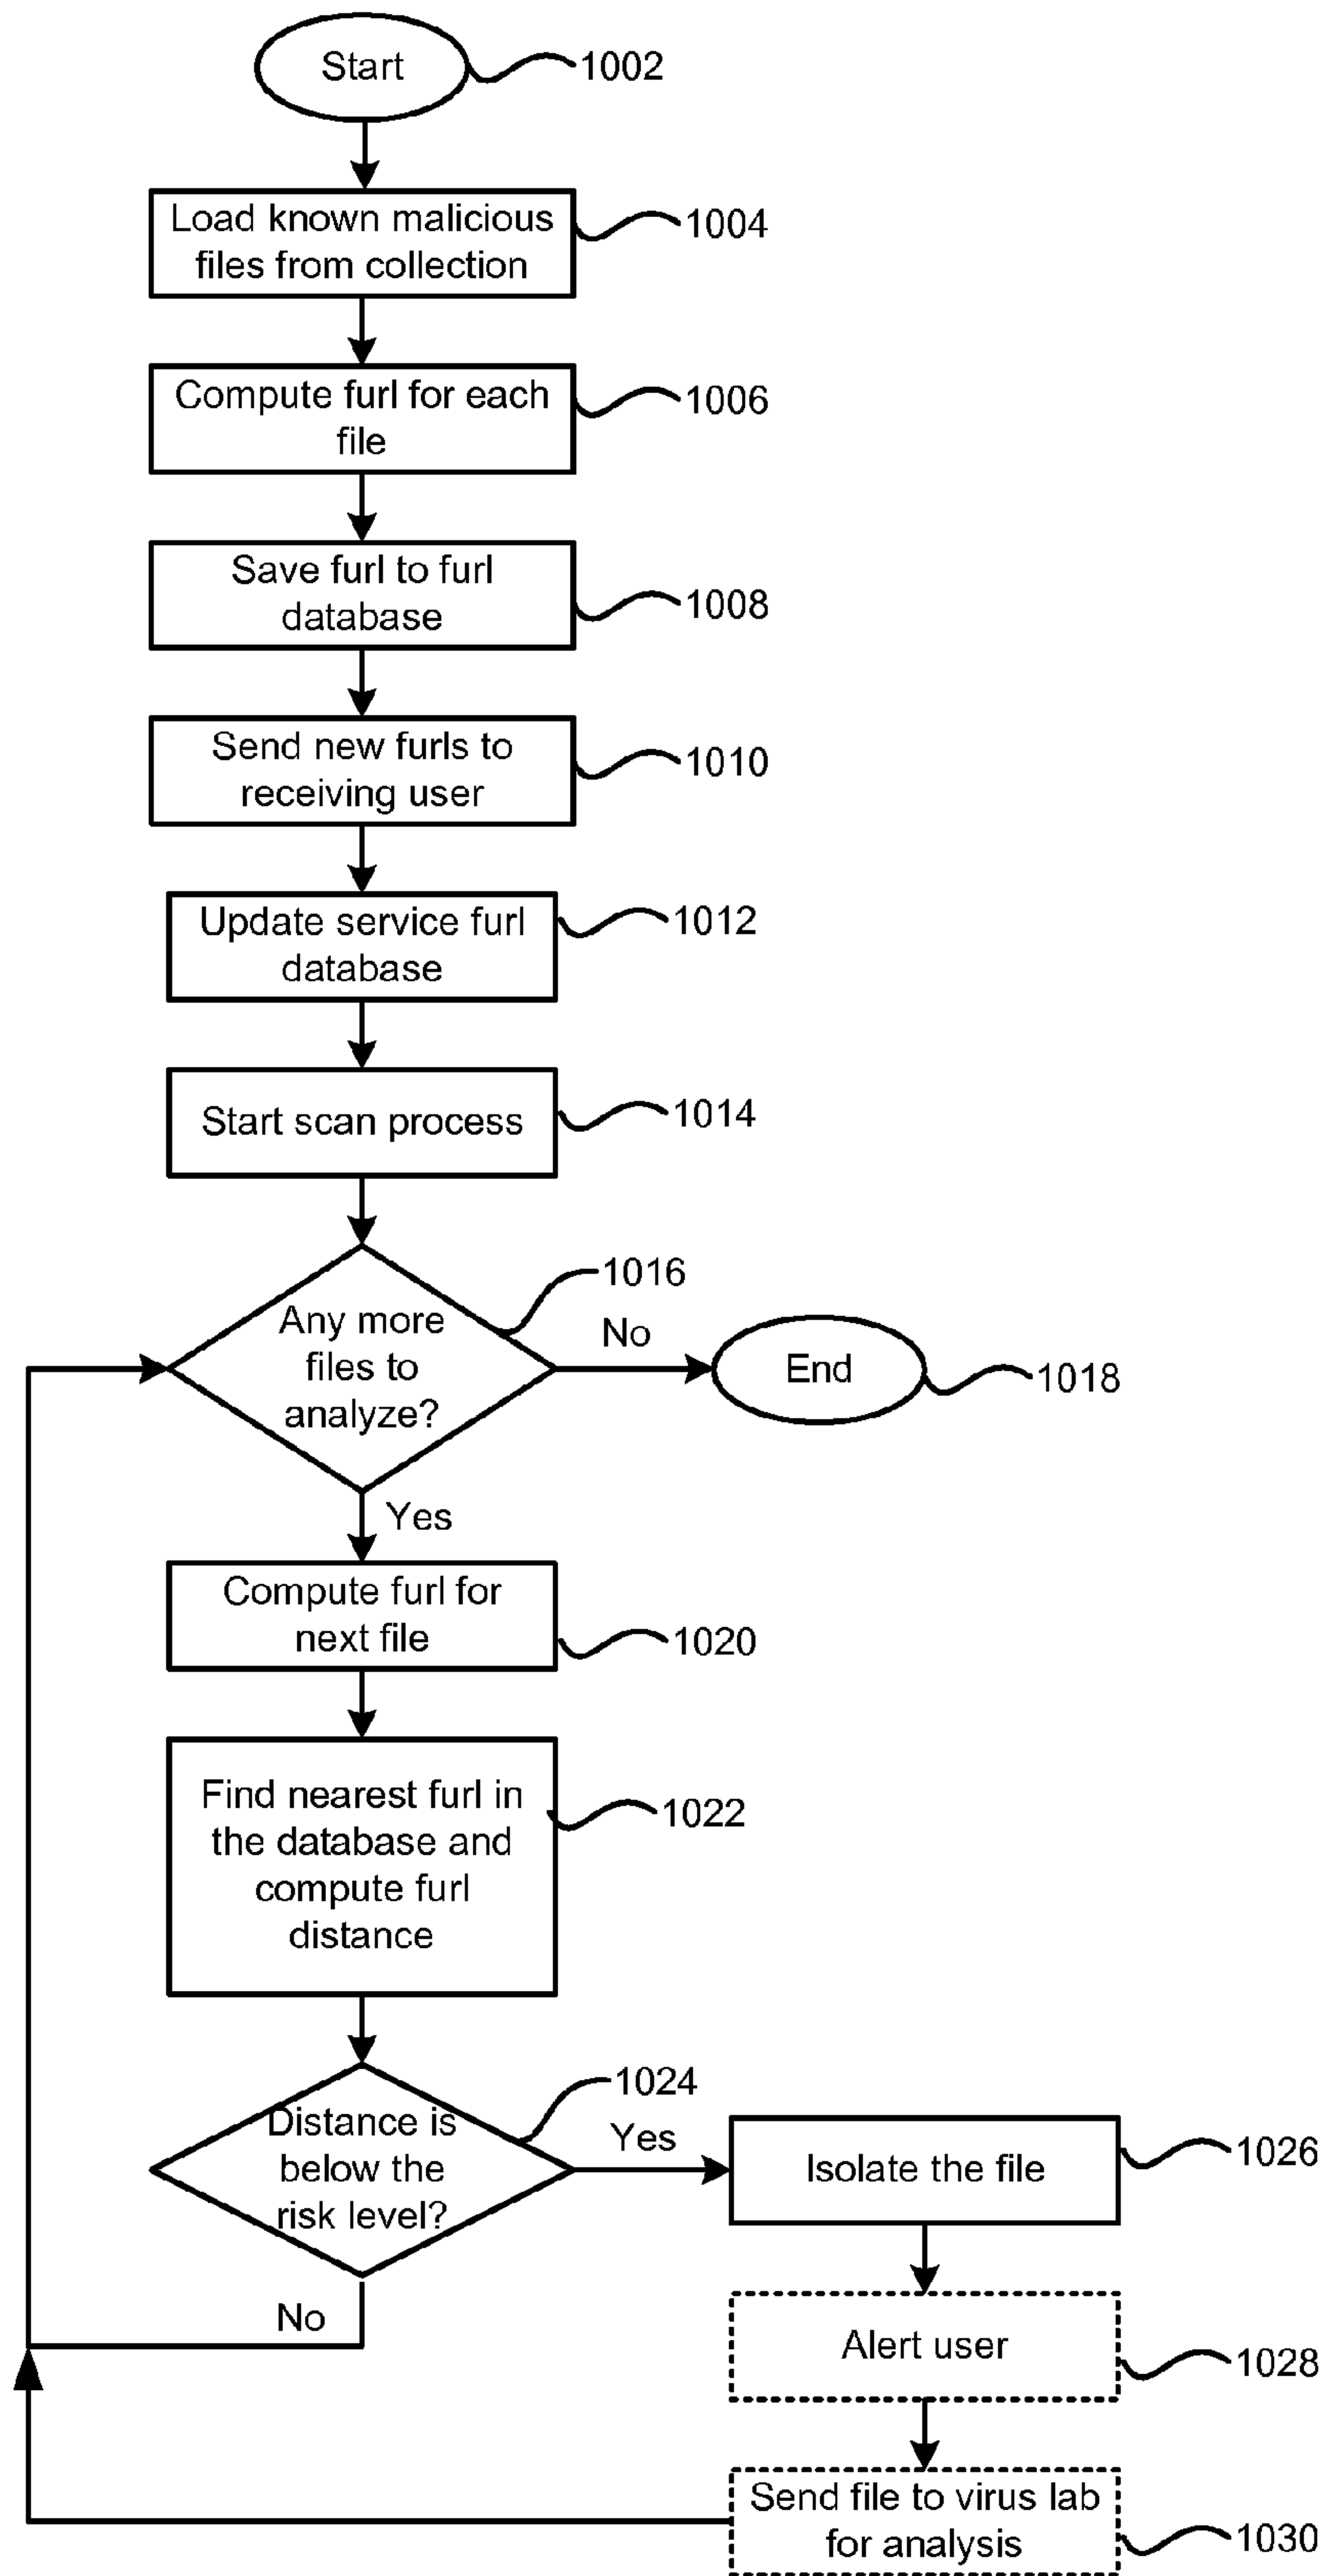 Start
1002
Load known malicious
files from collection
1004
Compute furl for each
file
1006
Save furl to furl
database
1008
Send new furls to
receiving user
1010
Update service furl
database
1012
Start scan process
1014
Any more
files to
analyze?
1016
No
End
1018
Yes
Compute furl for
next file
1020
Find nearest furl in
the database and
compute furl
distance
1022
Distance is
below the
risk level?
1024
Yes
Isolate the file
1026
No
Alert user
1028
Send file to virus lab
for analysis
1030